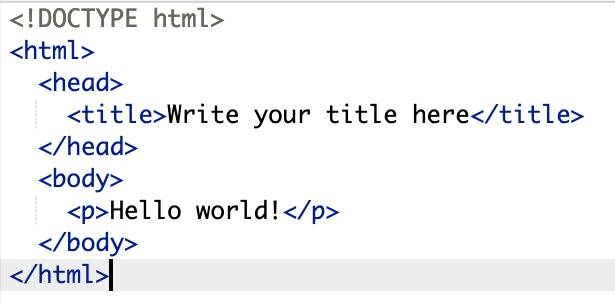 <!DOCTYPE html>
<html>
  <head>
    <title>Write your title here</title>
  </head>
  <body>
    <p>Hello world!</p>
  </body>
</html>